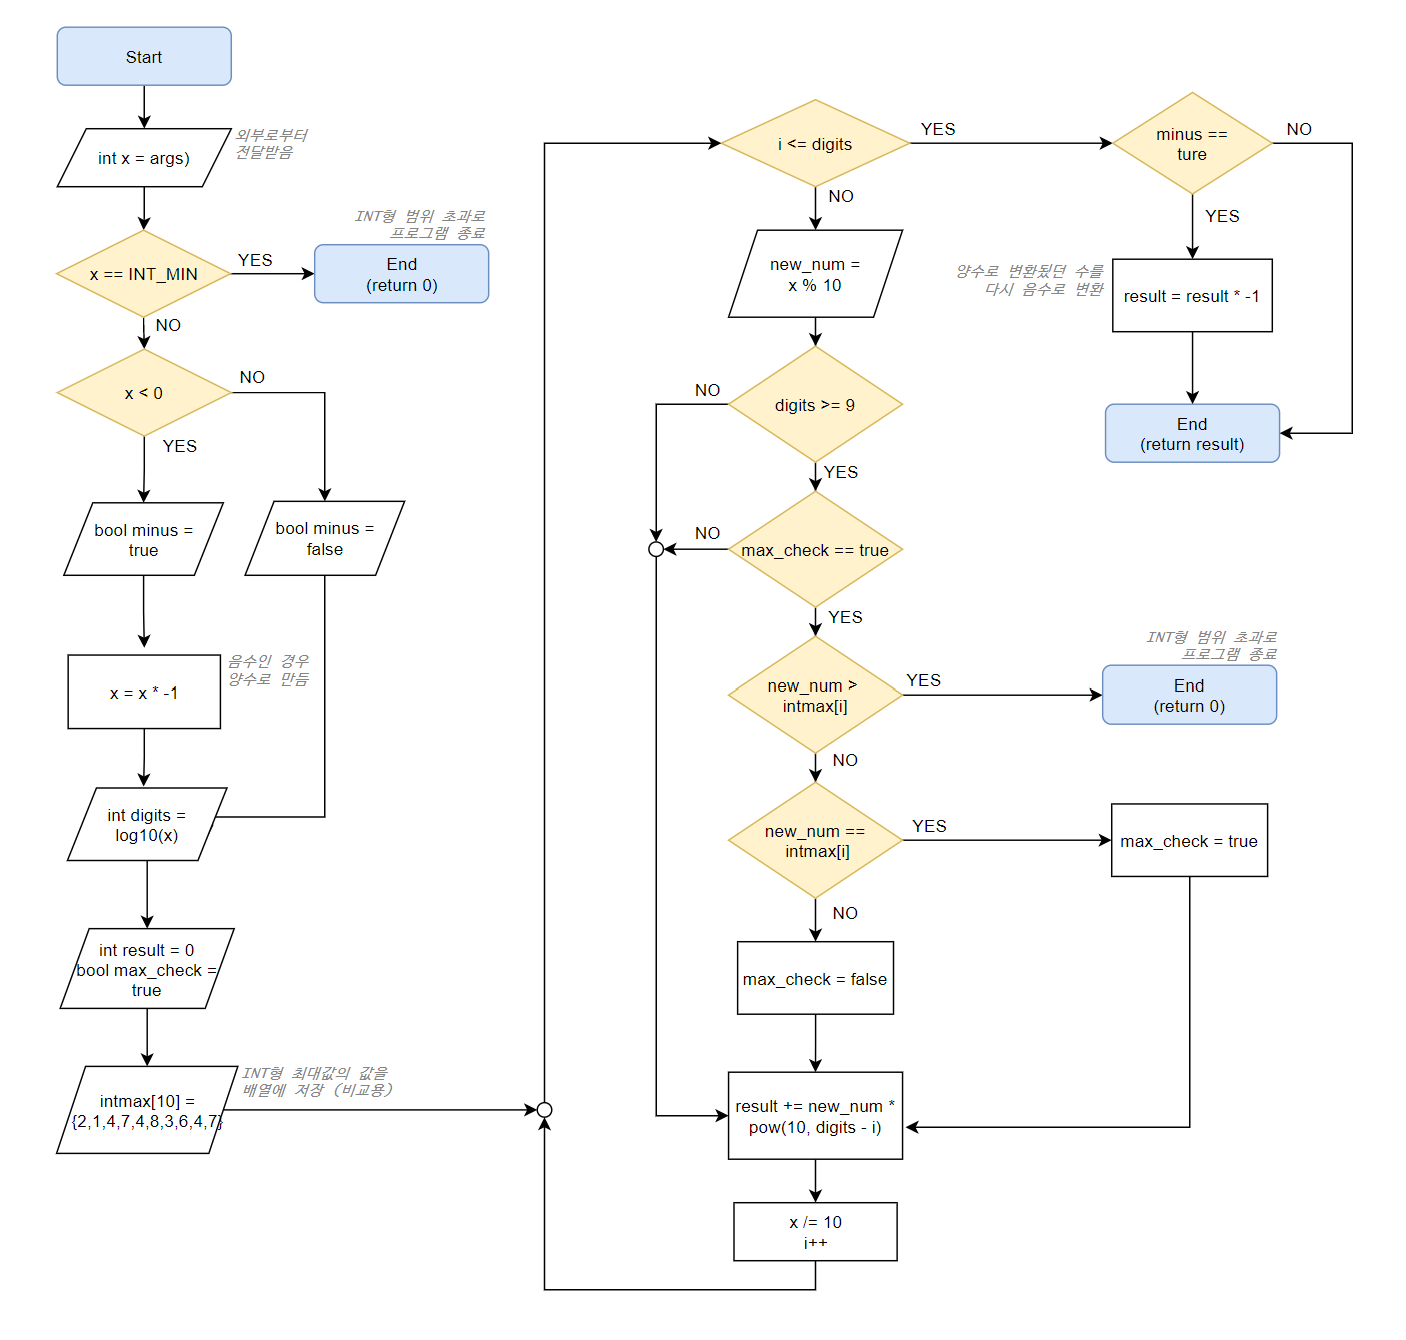 Start
int x = args)
외부로부터
전달받음
x == INT_MIN
YES
INT형 범위 초과로
프로그램 종료
End
(return 0)
NO
x < 0
NO
YES
bool minus =
true
bool minus =
false
x = x * -1
음수인 경우
양수로 만듬
int digits =
log10(x)
int result = 0
bool max_check =
true
intmax[10] =
{2,1,4,7,4,8,3,6,4,7}
INT형 최대값의 값을
배열에 저장 (비교용)
i <= digits
YES
NO
new_num =
x % 10
digits >= 9
NO
YES
max_check == true
NO
YES
new_num >
intmax[i]
YES
INT형 범위 초과로
프로그램 종료
End
(return 0)
NO
new_num ==
intmax[i]
YES
max_check = true
NO
max_check = false
result += new_num *
pow(10, digits - i)
x /= 10
i++
minus ==
ture
NO
YES
양수로 변환됐던 수를
다시 음수로 변환
result = result * -1
End
(return result)